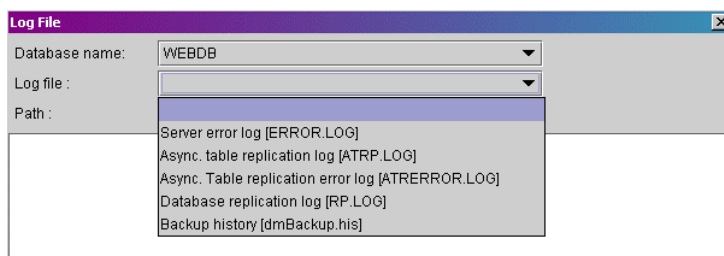 Log File
Database name: WEBDB
Log file :
Path :
Server error log [ERROR.LOG]
Async. table replication log [ATRP.LOG]
Async. Table replication error log [ATRERROR.LOG]
Database replication log [RP.LOG]
Backup history [dmBackup.his]